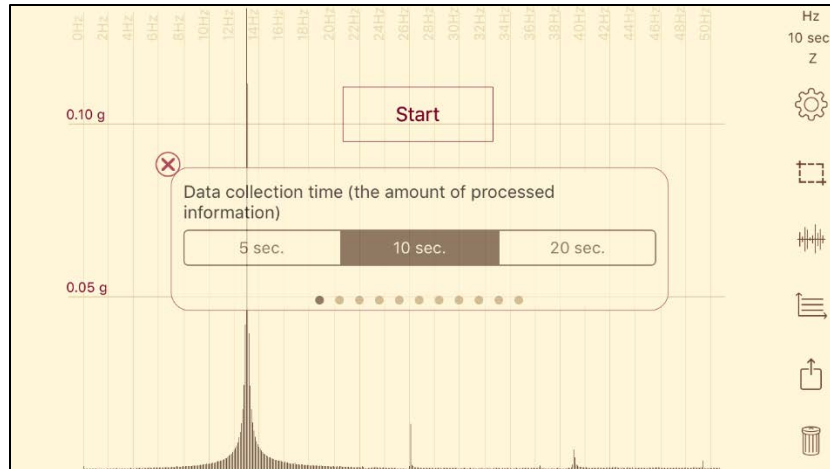 0Hz
2Hz
4Hz
6Hz
8Hz
10Hz
12Hz
14Hz
16Hz
18Hz
20Hz
22Hz
24Hz
26Hz
28Hz
30Hz
32Hz
34Hz
36Hz
38Hz
40Hz
42Hz
44Hz
46Hz
48Hz
50Hz
Hz
10 sec
Z
0.10 g
Start
Data collection time (the amount of processed
information)
5 sec.
10 sec.
20 sec.
0.05 g